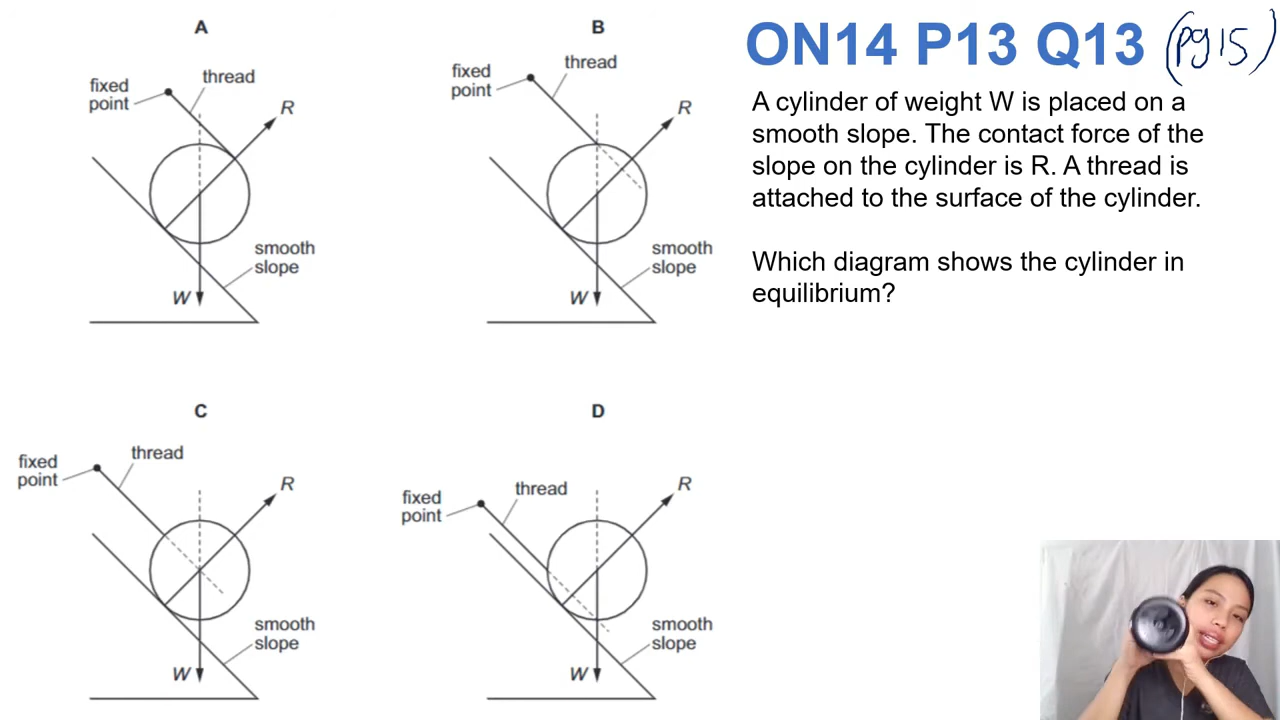 A
fixed
point
thread
R
smooth
slope
W
B
fixed
point
thread
R
smooth
slope
W
ON14 P13 Q13 (pg 15)
A cylinder of weight W is placed on a
smooth slope. The contact force of the
slope on the cylinder is R. A thread is
attached to the surface of the cylinder.
Which diagram shows the cylinder in
equilibrium?
C
fixed
point
thread
R
smooth
slope
W
D
fixed
point
thread
R
smooth
slope
W